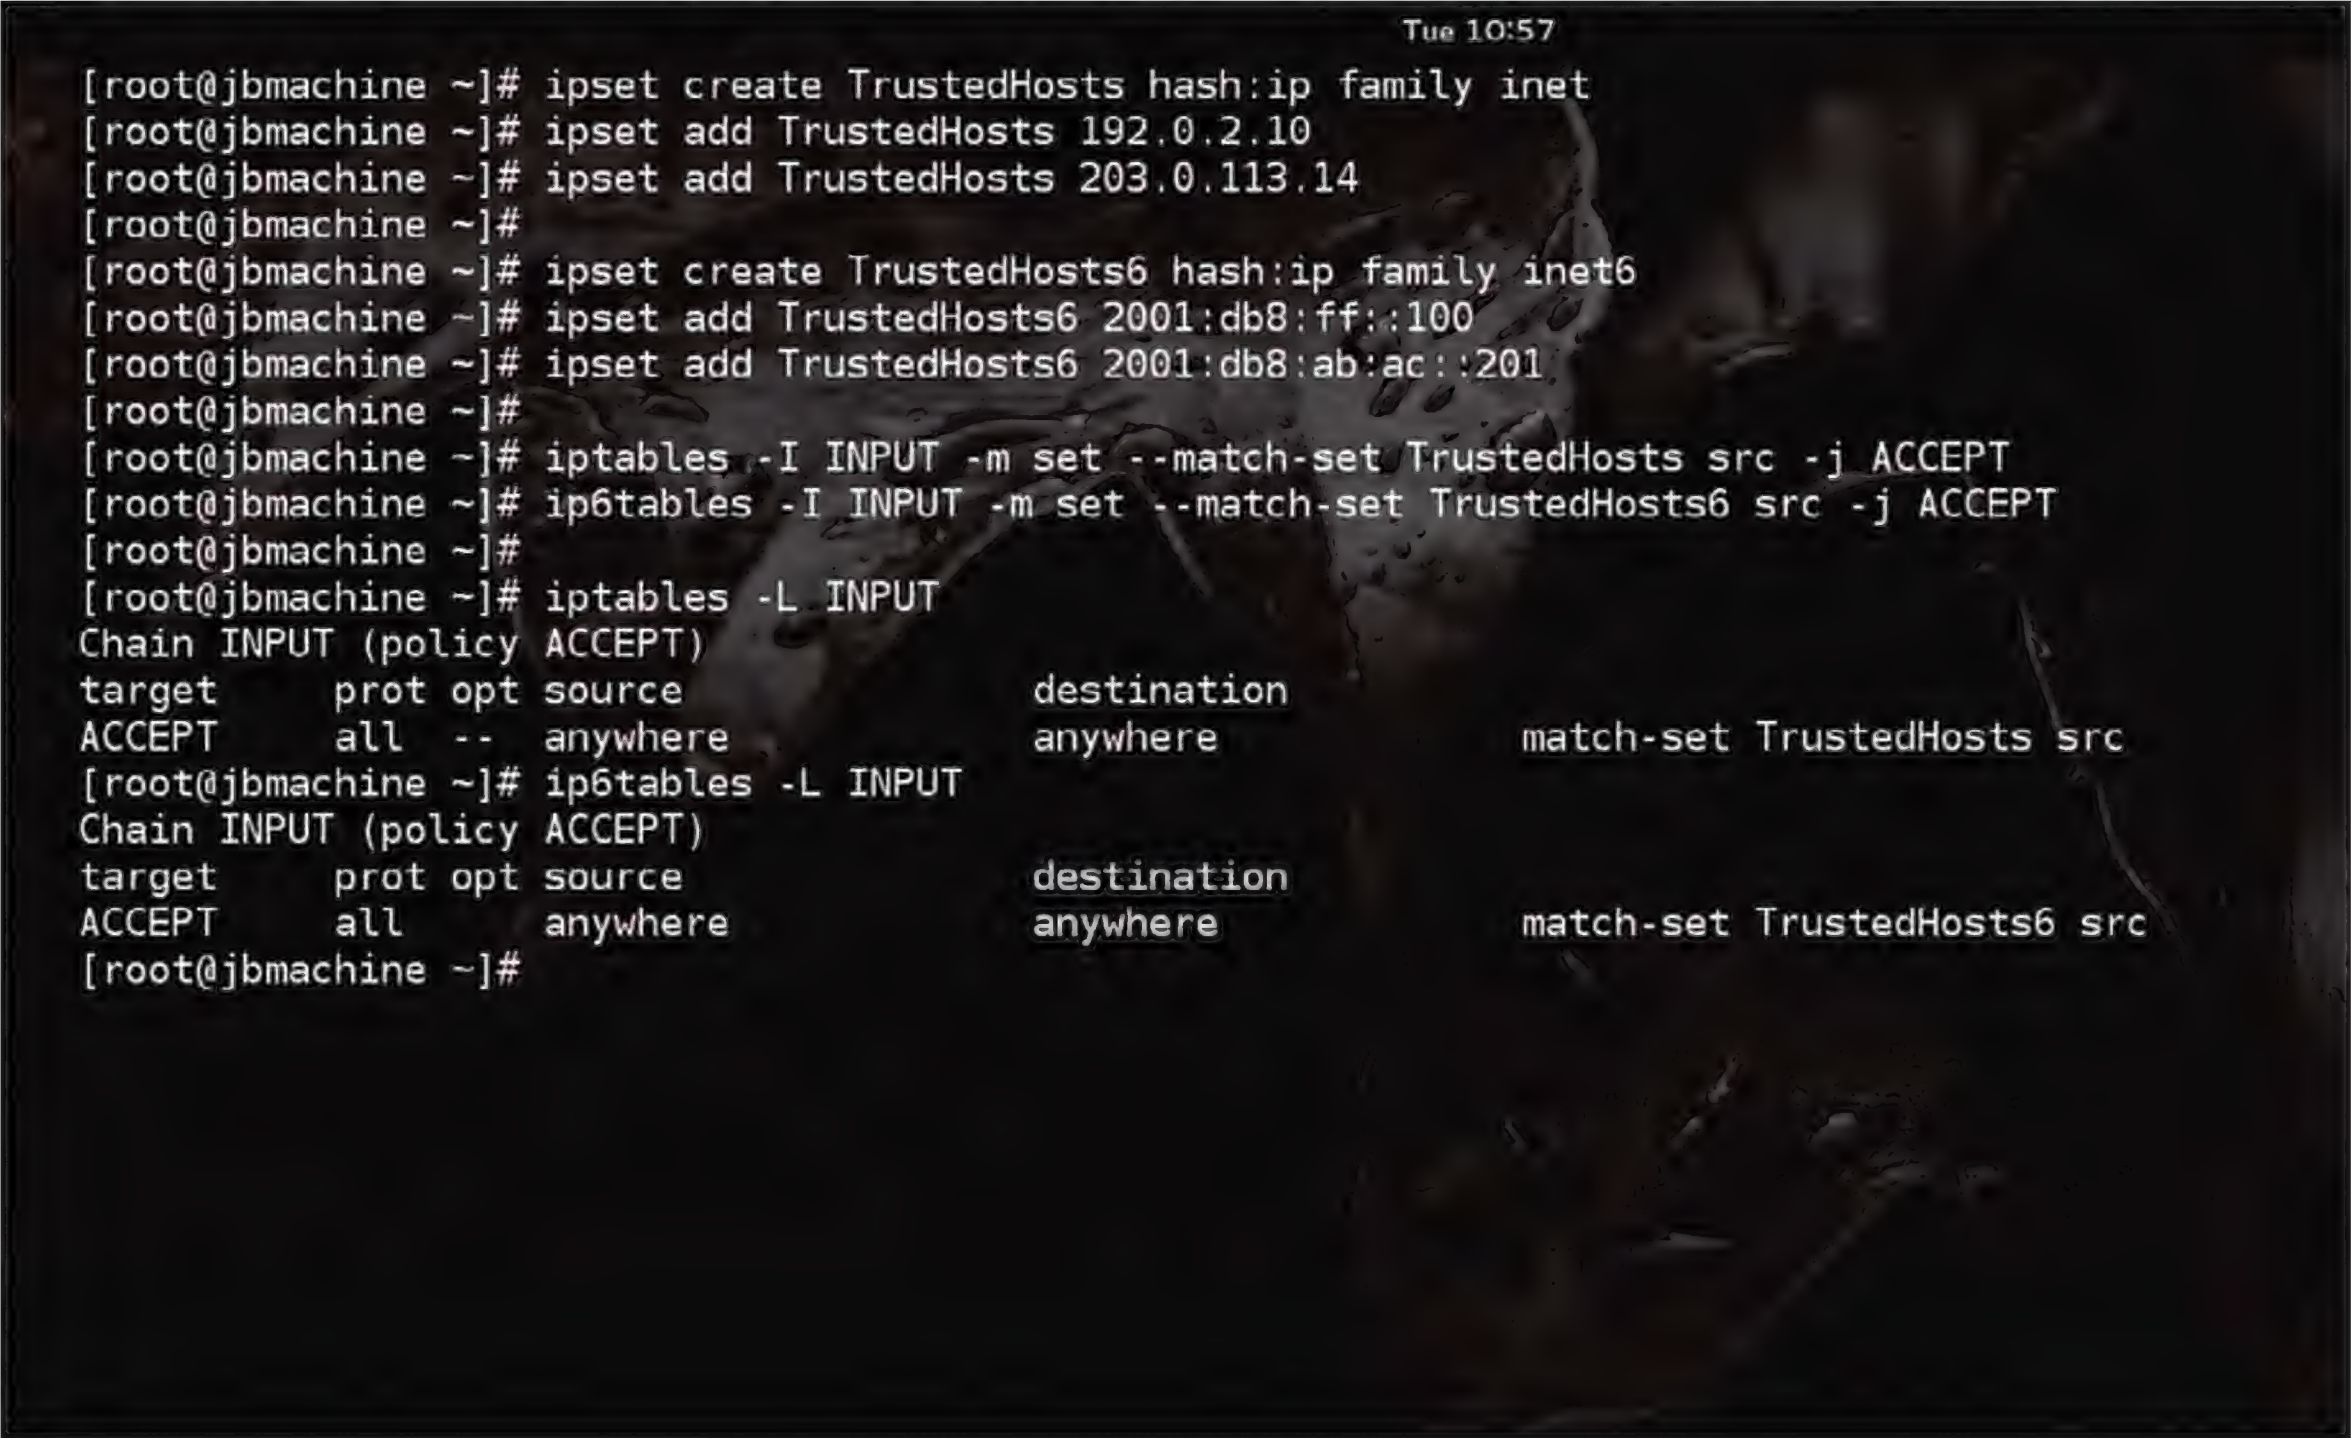 Tue 10:57
[root@jbmachine ~]# ipset create TrustedHosts hash:ip family inet
[root@jbmachine ~]# ipset add TrustedHosts 192.0.2.10
[root@jbmachine ~]# ipset add TrustedHosts 203.0.113.14
[root@jbmachine ~]#
[root@jbmachine ~]# ipset create TrustedHosts6 hash:ip family inet6
[root@jbmachine ~]# ipset add TrustedHosts6 2001:db8:ff::100
[root@jbmachine ~]# ipset add TrustedHosts6 2001:db8:ab:ac::201
[root@jbmachine ~]#
[root@jbmachine ~]# iptables -I INPUT -m set --match-set TrustedHosts src -j ACCEPT
[root@jbmachine ~]# ip6tables -I INPUT -m set --match-set TrustedHosts6 src -j ACCEPT
[root@jbmachine ~]#
[root@jbmachine ~]# iptables -L INPUT
Chain INPUT (policy ACCEPT)
target     prot opt source               destination
ACCEPT     all  --  anywhere             anywhere             match-set TrustedHosts src
[root@jbmachine ~]# ip6tables -L INPUT
Chain INPUT (policy ACCEPT)
target     prot opt source               destination
ACCEPT     all      anywhere             anywhere             match-set TrustedHosts6 src
[root@jbmachine ~]#